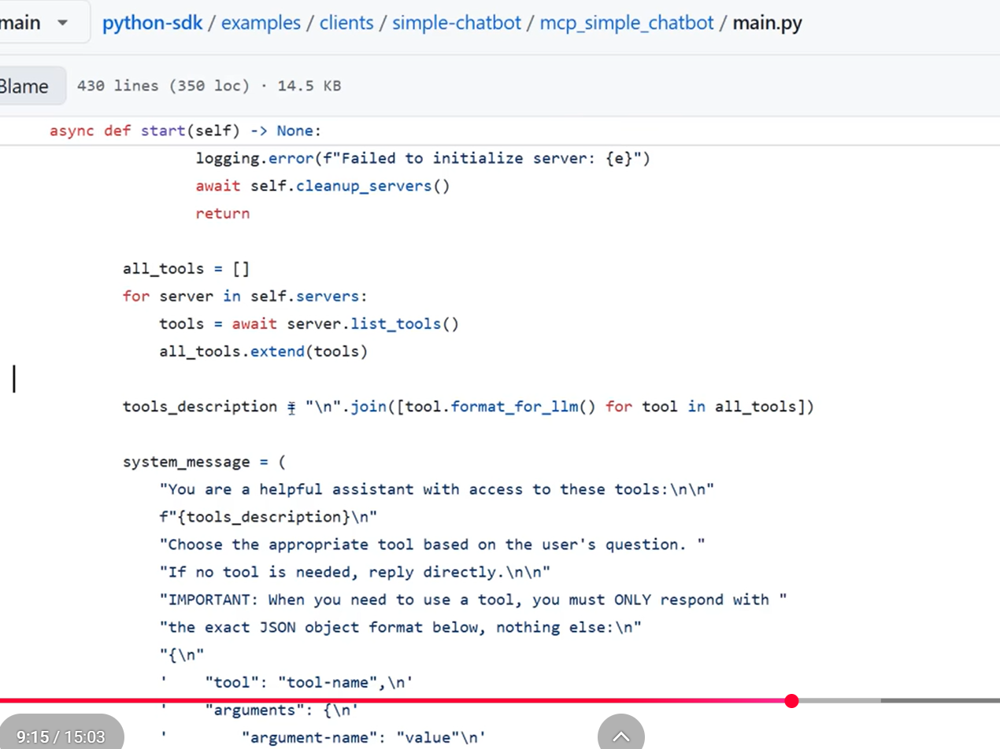 main
python-sdk / examples / clients / simple-chatbot / mcp_simple_chatbot / main.py
Blame 430 lines (350 loc) · 14.5 KB
async def start(self) -> None:
logging.error(f"Failed to initialize server: {e}")
await self.cleanup_servers()
return
all_tools = []
for server in self.servers:
tools = await server.list_tools()
all_tools.extend(tools)
tools_description = "\n".join([tool.format_for_llm() for tool in all_tools])
system_message = (
"You are a helpful assistant with access to these tools:\n\n"
f"{tools_description}\n"
"Choose the appropriate tool based on the user's question. "
"If no tool is needed, reply directly.\n\n"
"IMPORTANT: When you need to use a tool, you must ONLY respond with "
"the exact JSON object format below, nothing else:\n"
"{\n"
'    "tool": "tool-name",\n'
'    "arguments": {\n'
'        "argument-name": "value"\n'
9:15 / 15:03